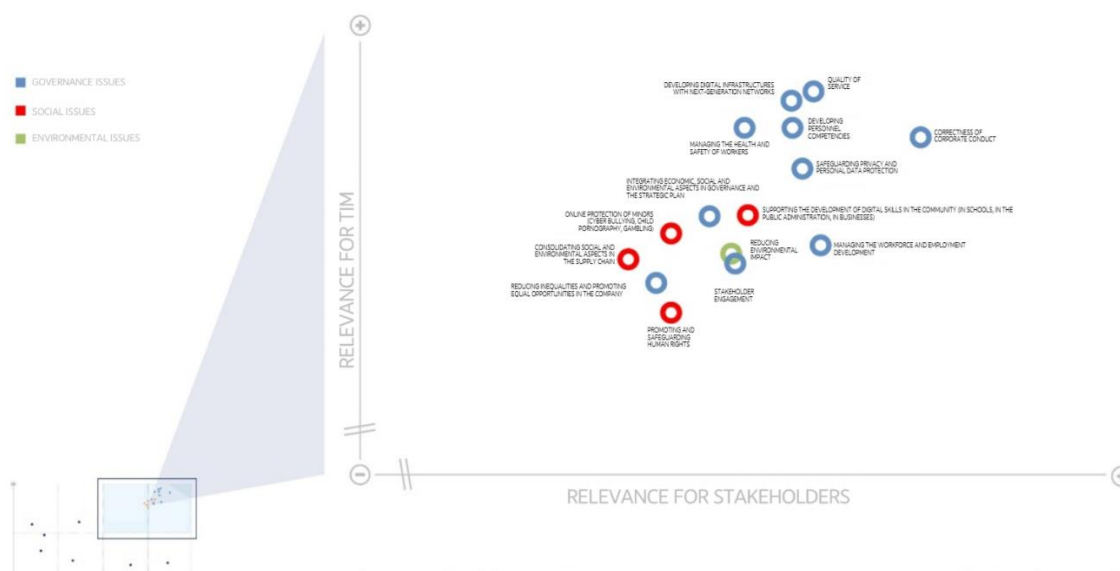 GOVERNANCE ISSUES
SOCIAL ISSUES
ENVIRONMENTAL ISSUES
RELEVANCE FOR TIM
DEVELOPING DIGITAL INFRASTRUCTURES
WITH NEXT-GENERATION NETWORKS
QUALITY OF
SERVICE
MANAGING THE HEALTH AND
SAFETY OF WORKERS
DEVELOPING
PERSONNEL
COMPETENCIES
CORRECTNESS OF
CORPORATE CONDUCT
SAFEGUARDING PRIVACY AND
PERSONAL DATA PROTECTION
INTEGRATING ECONOMIC, SOCIAL AND
ENVIRONMENTAL ASPECTS IN GOVERNANCE AND
THE STRATEGIC PLAN
SUPPORTING THE DEVELOPMENT OF DIGITAL SKILLS IN THE COMMUNITY (IN SCHOOLS, IN THE
PUBLIC ADMINISTRATION, IN BUSINESSES)
ONLINE PROTECTION OF MINORS
(CYBER BULLYING, CHILD
PORNOGRAPHY, GAMBLING)
CONSOLIDATING SOCIAL AND
ENVIRONMENTAL ASPECTS IN
THE SUPPLY CHAIN
REDUCING
ENVIRONMENTAL
IMPACT
MANAGING THE WORKFORCE AND EMPLOYMENT
DEVELOPMENT
REDUCING INEQUALITIES AND PROMOTING
EQUAL OPPORTUNITIES IN THE COMPANY
STAKEHOLDER
ENGAGEMENT
PROMOTING AND
SAFEGUARDING
HUMAN RIGHTS
RELEVANCE FOR STAKEHOLDERS